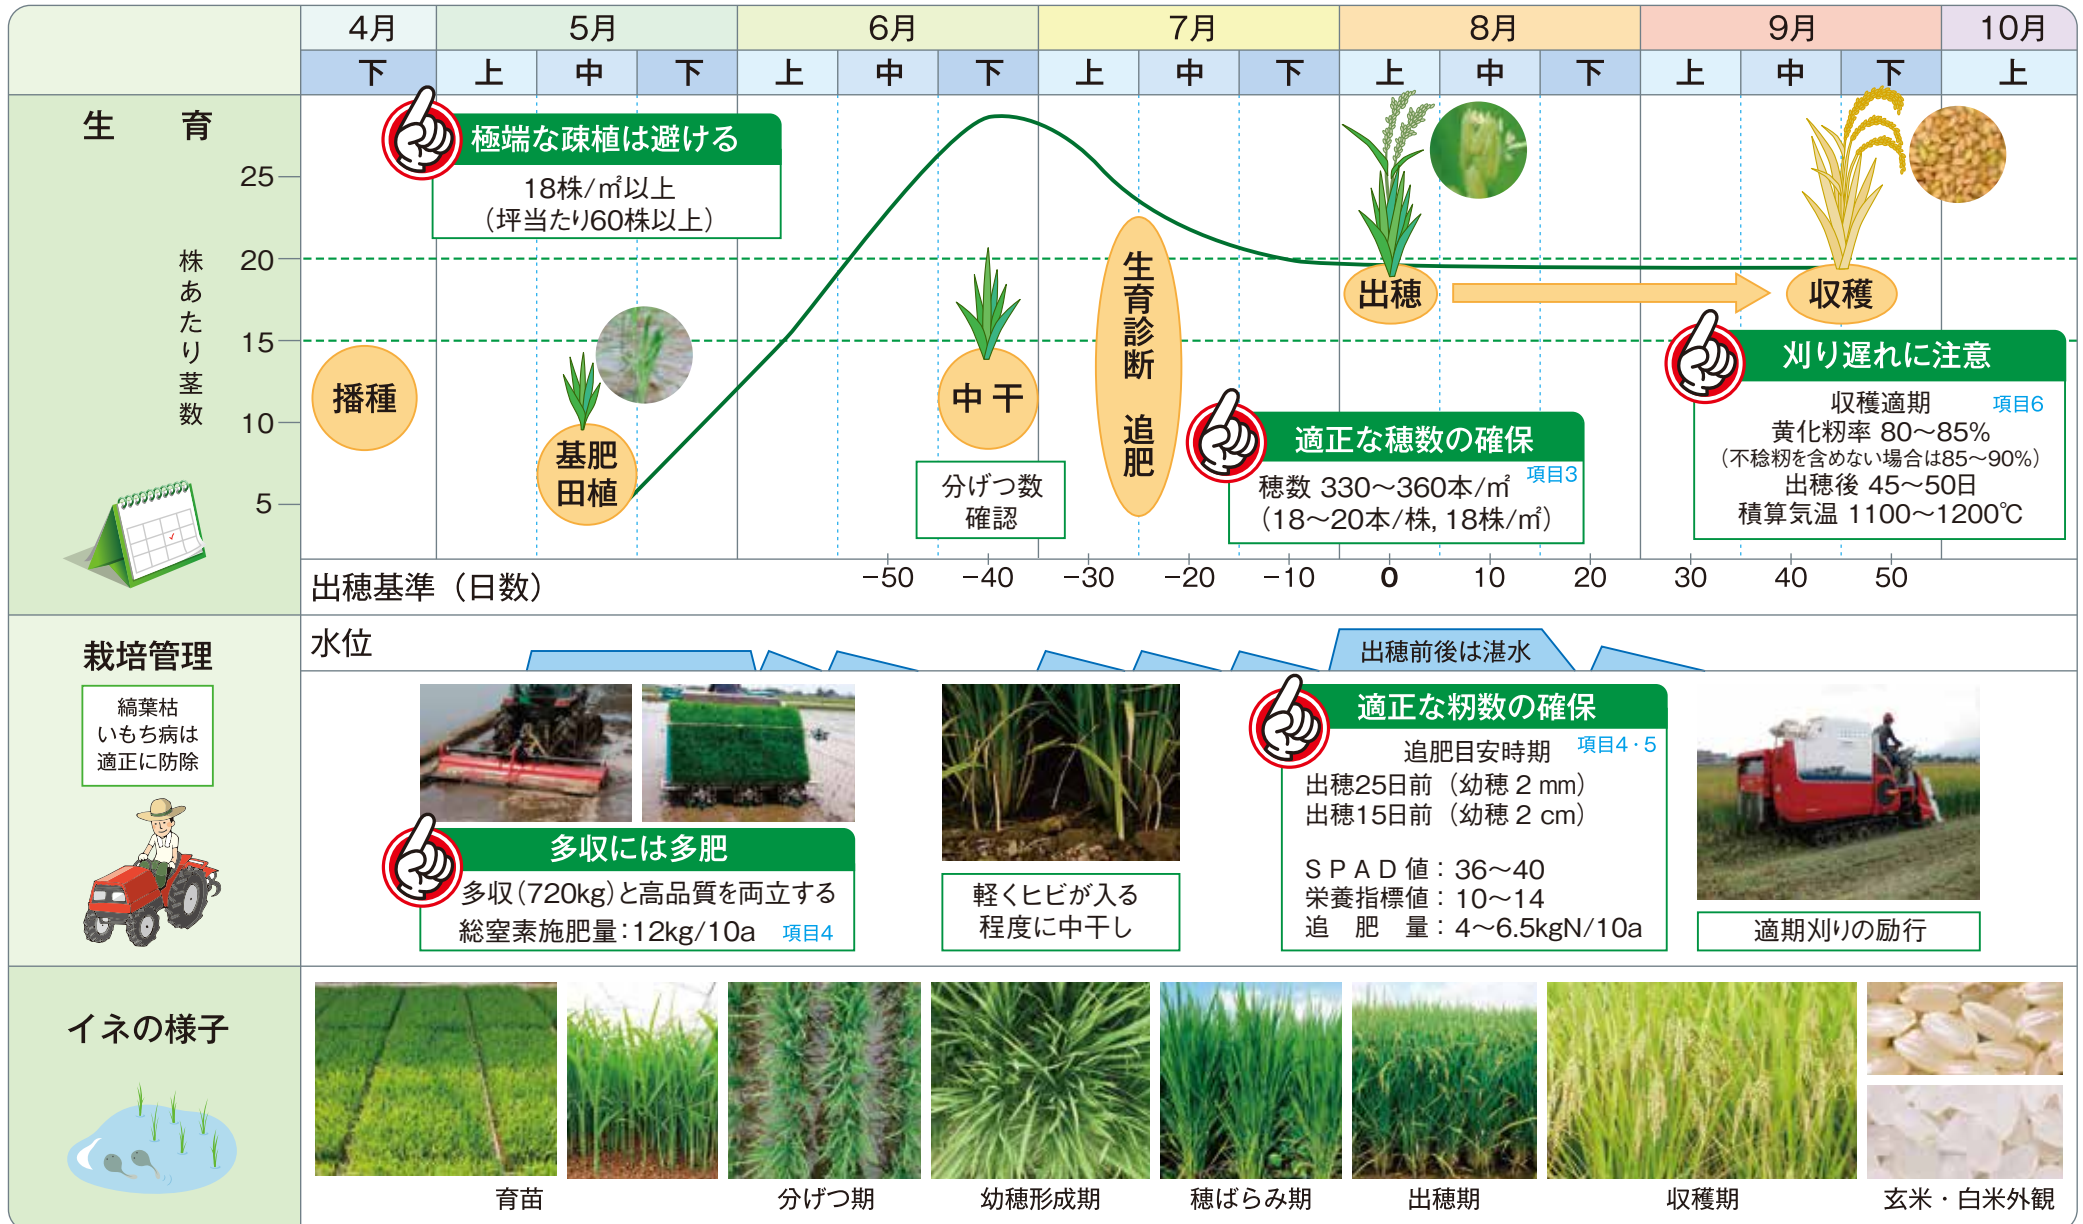 4月 5月 6月 7月 8月 9月 10月
下 上 中 下 上 中 下 上 中 下 上 中 下 上 中 下 上
生 育
株あたり茎数
25
20
15
10
5
極端な疎植は避ける
18株/㎡以上
（坪当たり60株以上）
播種
基肥
田植
中干
分げつ数
確認
生育診断 追肥
出穂
収穫
適正な穂数の確保
項目3
穂数 330～360本/㎡
（18～20本/株, 18株/㎡）
刈り遅れに注意
収穫適期 項目6
黄化籾率 80～85%
（不稔籾を含めない場合は85～90%）
出穂後 45～50日
積算気温 1100～1200℃
出穂基準（日数）
−50 −40 −30 −20 −10 0 10 20 30 40 50
栽培管理
縞葉枯
いもち病は
適正に防除
水位
出穂前後は湛水
多収には多肥
多収（720kg）と高品質を両立する
総窒素施肥量：12kg/10a 項目4
軽くヒビが入る
程度に中干し
適正な籾数の確保
追肥目安時期 項目4・5
出穂25日前（幼穂 2 mm）
出穂15日前（幼穂 2 cm）
ＳＰＡＤ値：36～40
栄養指標値：10～14
追 肥 量：4～6.5kgN/10a
適期刈りの励行
イネの様子
育苗
分げつ期
幼穂形成期
穂ばらみ期
出穂期
収穫期
玄米・白米外観